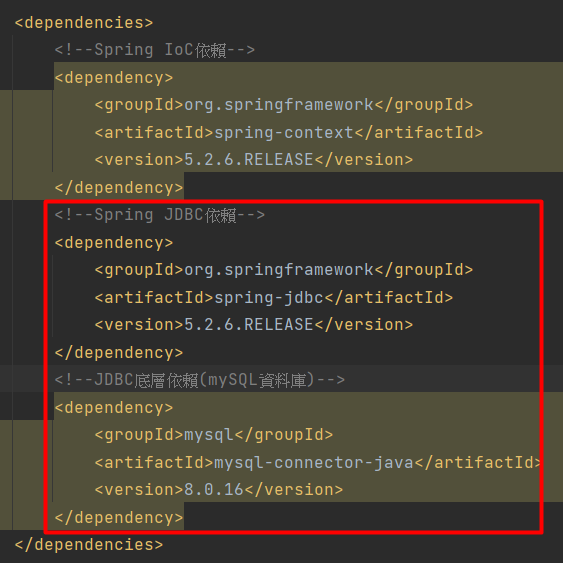 <dependencies>
<!--Spring IoC依賴-->
<dependency>
<groupId>org.springframework</groupId>
<artifactId>spring-context</artifactId>
<version>5.2.6.RELEASE</version>
</dependency>
<!--Spring JDBC依賴-->
<dependency>
<groupId>org.springframework</groupId>
<artifactId>spring-jdbc</artifactId>
<version>5.2.6.RELEASE</version>
</dependency>
<!--JDBC底層依賴(mySQL資料庫)-->
<dependency>
<groupId>mysql</groupId>
<artifactId>mysql-connector-java</artifactId>
<version>8.0.16</version>
</dependency>
</dependencies>